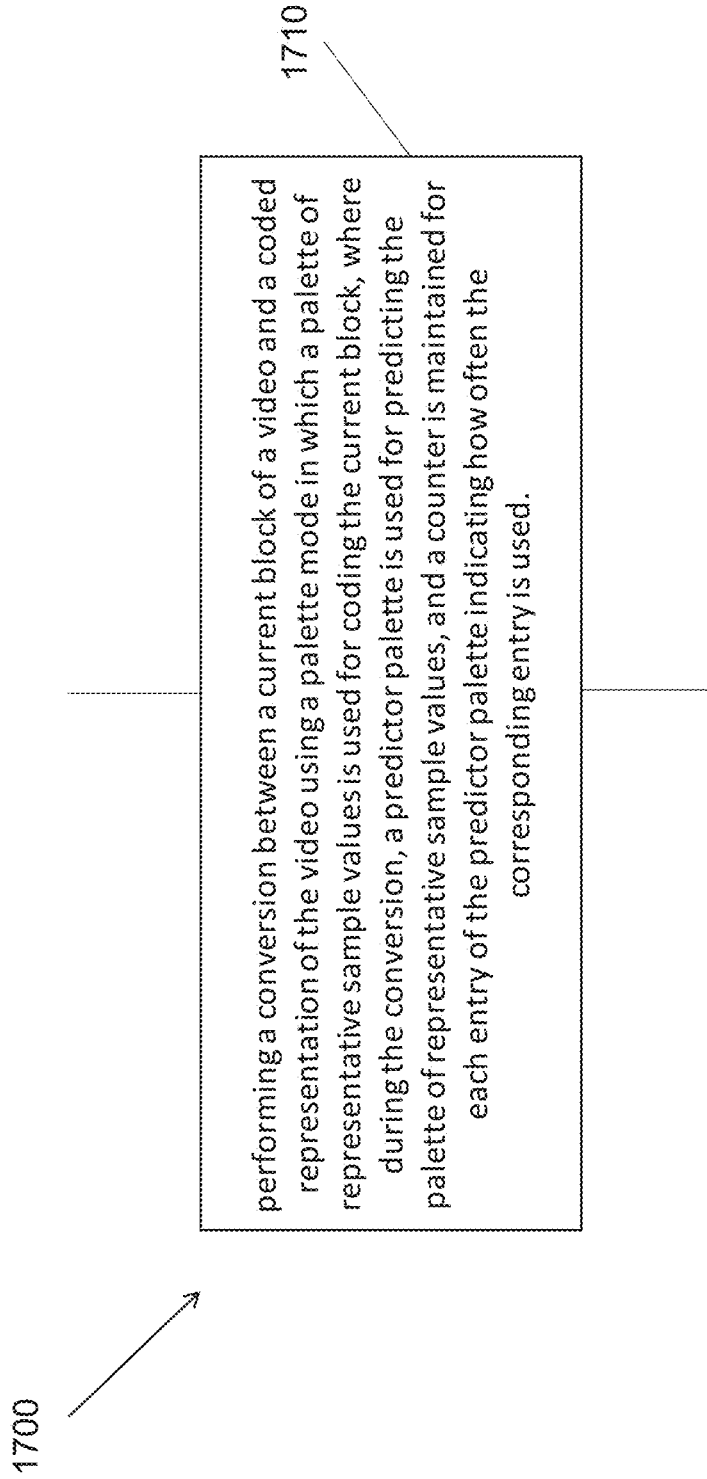 1700
1710
performing a conversion between a current block of a video and a coded
representation of the video using a palette mode in which a palette of
representative sample values is used for coding the current block, where
during the conversion, a predictor palette is used for predicting the
palette of representative sample values, and a counter is maintained for
each entry of the predictor palette indicating how often the
corresponding entry is used.